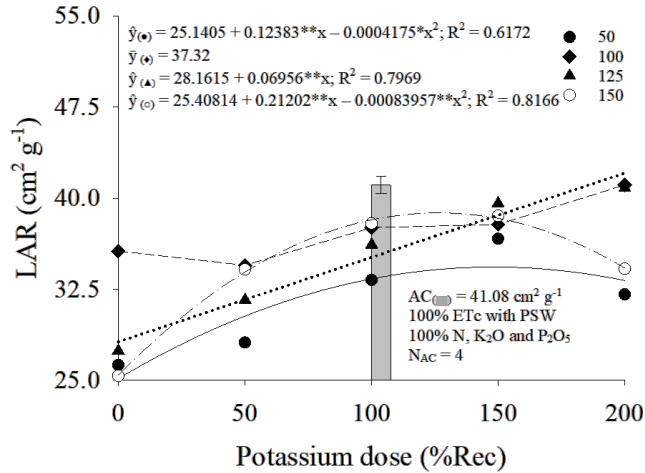 55.0
47.5
40.0
32.5
25.0
LAR (cm² g⁻¹)
ŷ(●) = 25.1405 + 0.12383**x – 0.0004175*x²; R² = 0.6172
ȳ(♦) = 37.32
ŷ(▲) = 28.1615 + 0.06956**x; R² = 0.7969
ŷ(○) = 25.40814 + 0.21202**x – 0.00083957**x²; R² = 0.8166
50
100
125
150
AC(▒) = 41.08 cm² g⁻¹
100% ETc with PSW
100% N, K₂O and P₂O₅
N_AC = 4
0 50 100 150 200
Potassium dose (%Rec)